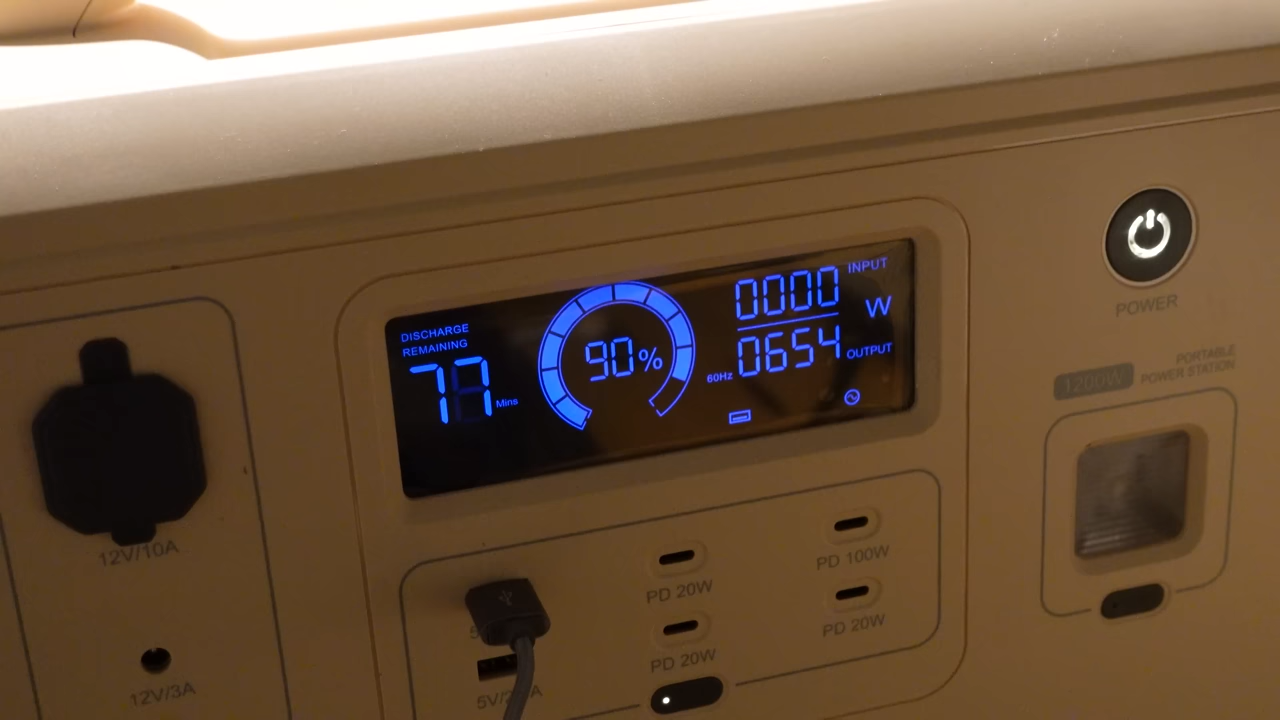 DISCHARGE
REMAINING
77 Mins
90%
0000 INPUT
W
60Hz 0654 OUTPUT
POWER
1200W PORTABLE
POWER STATION
12V/10A
12V/3A
PD 20W
PD 100W
PD 20W
PD 20W